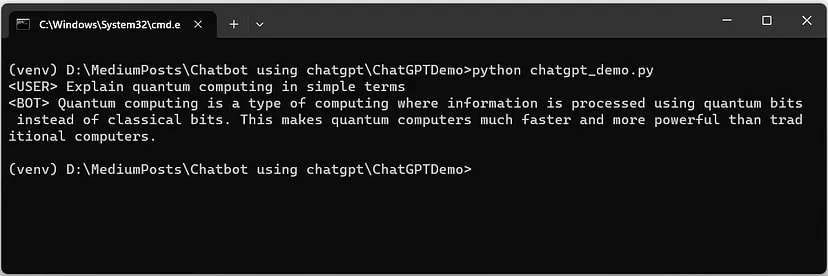 C:\Windows\System32\cmd.e
(venv) D:\MediumPosts\Chatbot using chatgpt\ChatGPTDemo>python chatgpt_demo.py
<USER> Explain quantum computing in simple terms
<BOT> Quantum computing is a type of computing where information is processed using quantum bits
instead of classical bits. This makes quantum computers much faster and more powerful than trad
itional computers.
(venv) D:\MediumPosts\Chatbot using chatgpt\ChatGPTDemo>